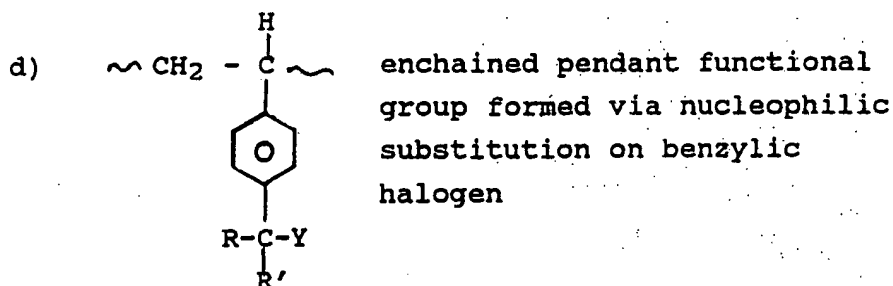 H
d) ~ CH2 - C ~ enchained pendant functional
group formed via nucleophilic
substitution on benzylic
halogen
O
R-C-Y
R'